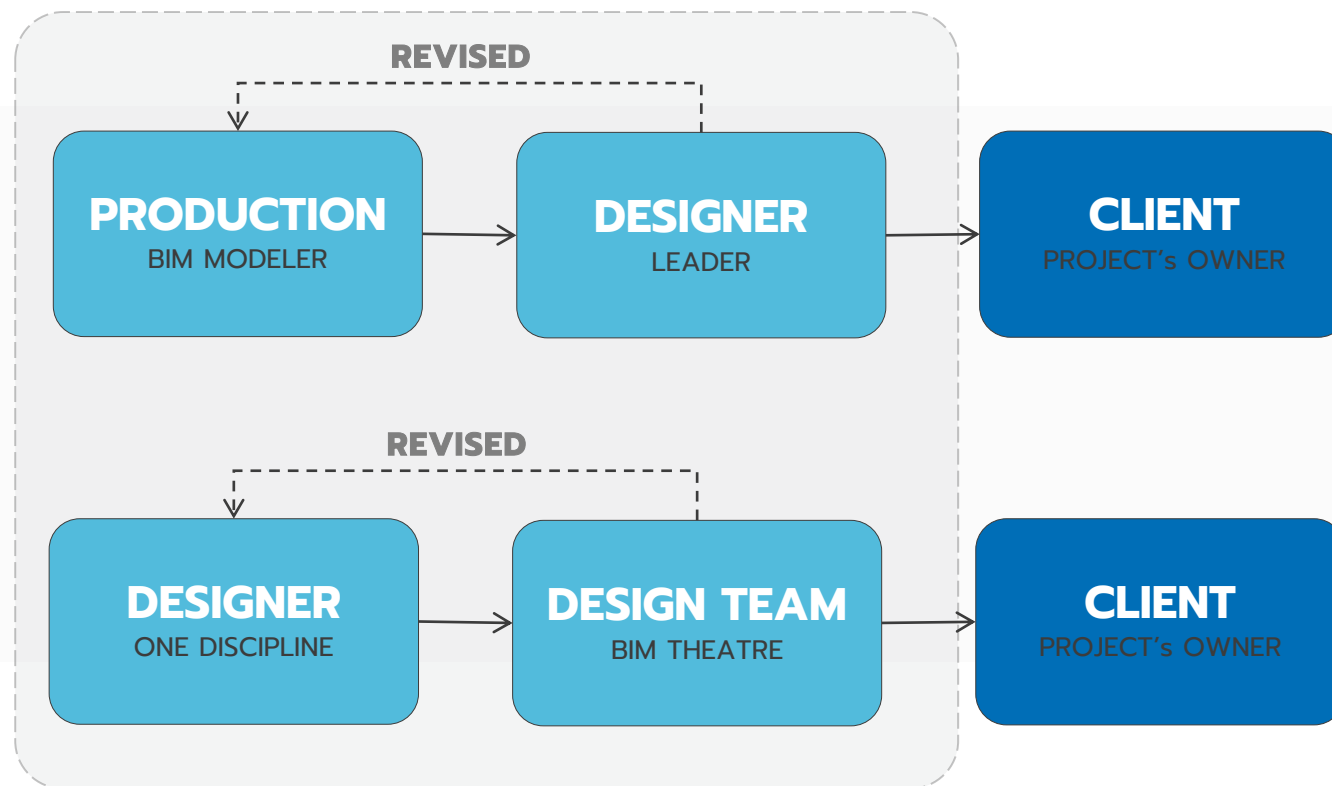 REVISED
PRODUCTION
BIM MODELER
DESIGNER
LEADER
CLIENT
PROJECT's OWNER
REVISED
DESIGNER
ONE DISCIPLINE
DESIGN TEAM
BIM THEATRE
CLIENT
PROJECT's OWNER